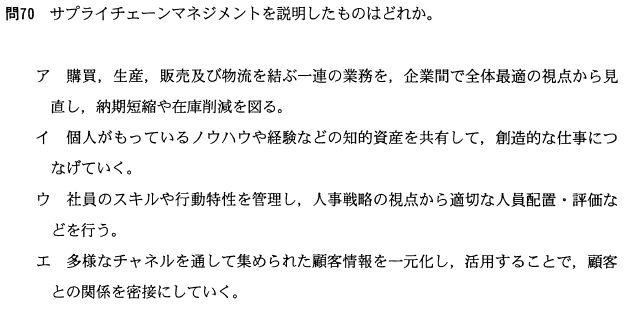 問70 サプライチェーンマネジメントを説明したものはどれか。
ア 購買，生産，販売及び物流を結ぶ一連の業務を，企業間で全体最適の視点から見
直し，納期短縮や在庫削減を図る。
イ 個人がもっているノウハウや経験などの知的資産を共有して，創造的な仕事につ
なげていく。
ウ 社員のスキルや行動特性を管理し，人事戦略の視点から適切な人員配置・評価な
どを行う。
エ 多様なチャネルを通して集められた顧客情報を一元化し，活用することで，顧客
との関係を密接にしていく。